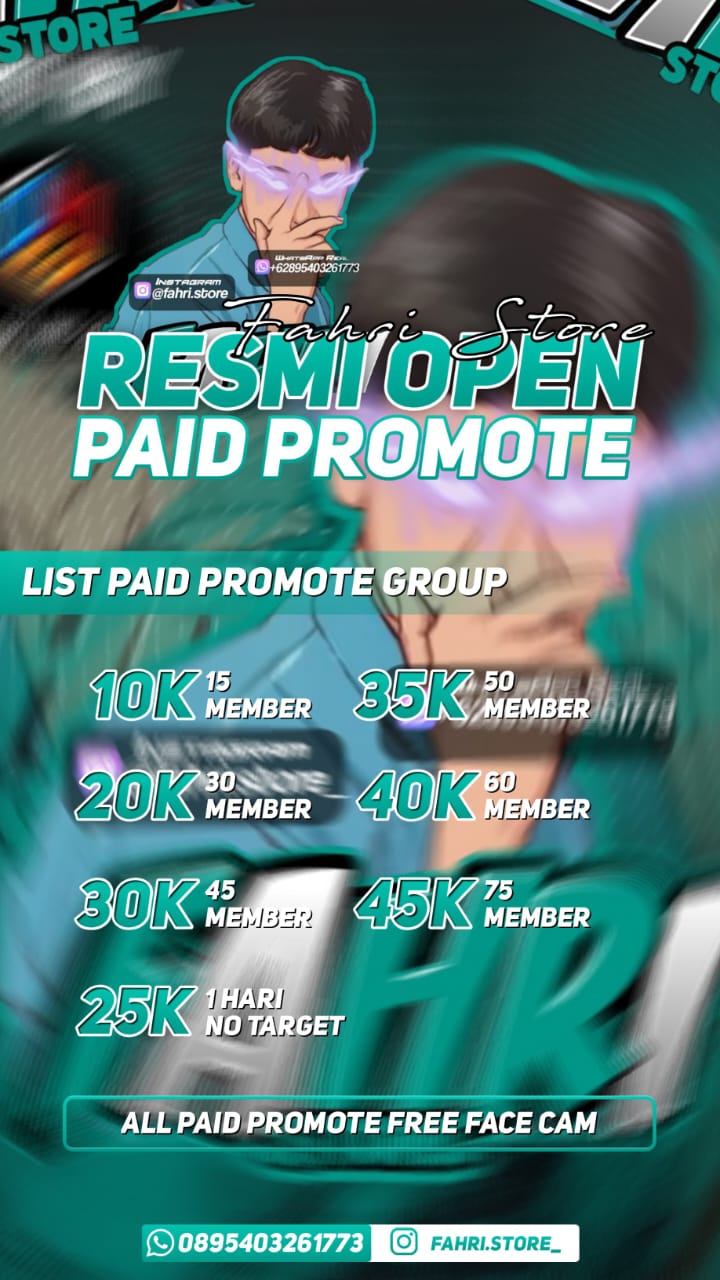 STORE
STO
WhatsApp Real
+62895403261773
Instagram
@fahri.store
Fahri Store
RESMI OPEN
PAID PROMOTE
LIST PAID PROMOTE GROUP
10K 15 MEMBER
35K 50 MEMBER
20K 30 MEMBER
40K 60 MEMBER
30K 45 MEMBER
45K 75 MEMBER
25K 1 HARI NO TARGET
FAHRI
ALL PAID PROMOTE FREE FACE CAM
0895403261773
FAHRI.STORE_